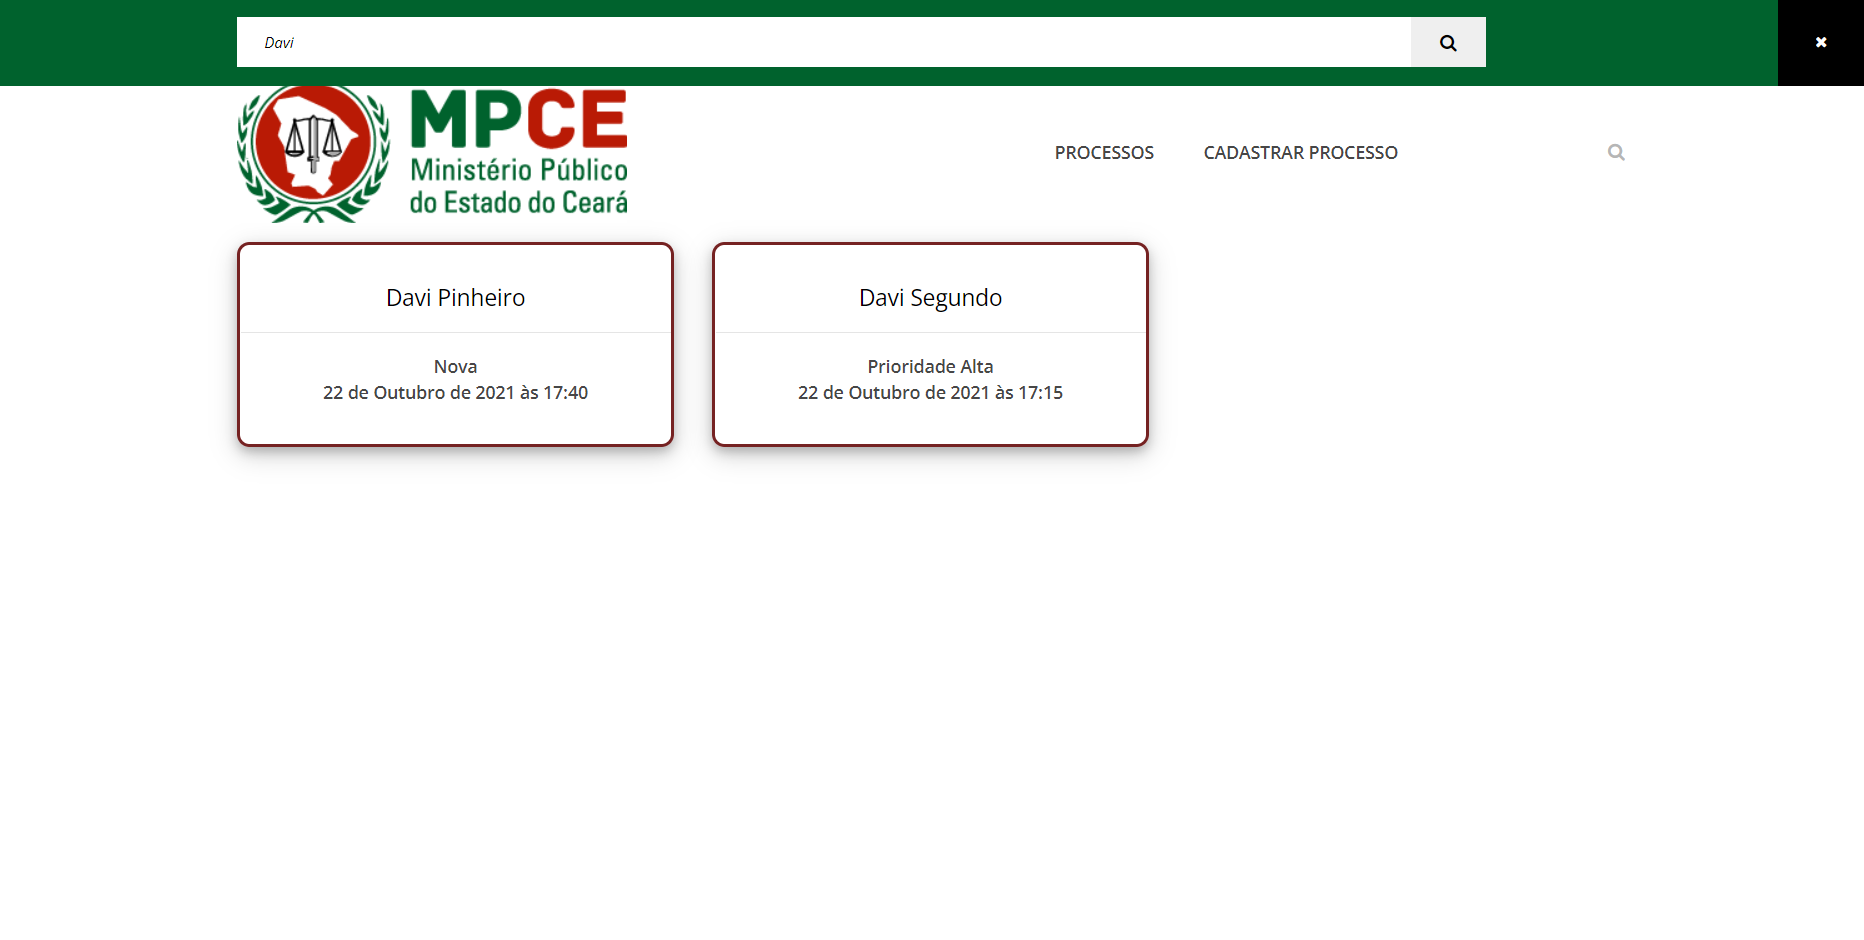 Davi
MPCE
Ministério Público
do Estado do Ceará
PROCESSOS
CADASTRAR PROCESSO
Davi Pinheiro
Nova
22 de Outubro de 2021 às 17:40
Davi Segundo
Prioridade Alta
22 de Outubro de 2021 às 17:15